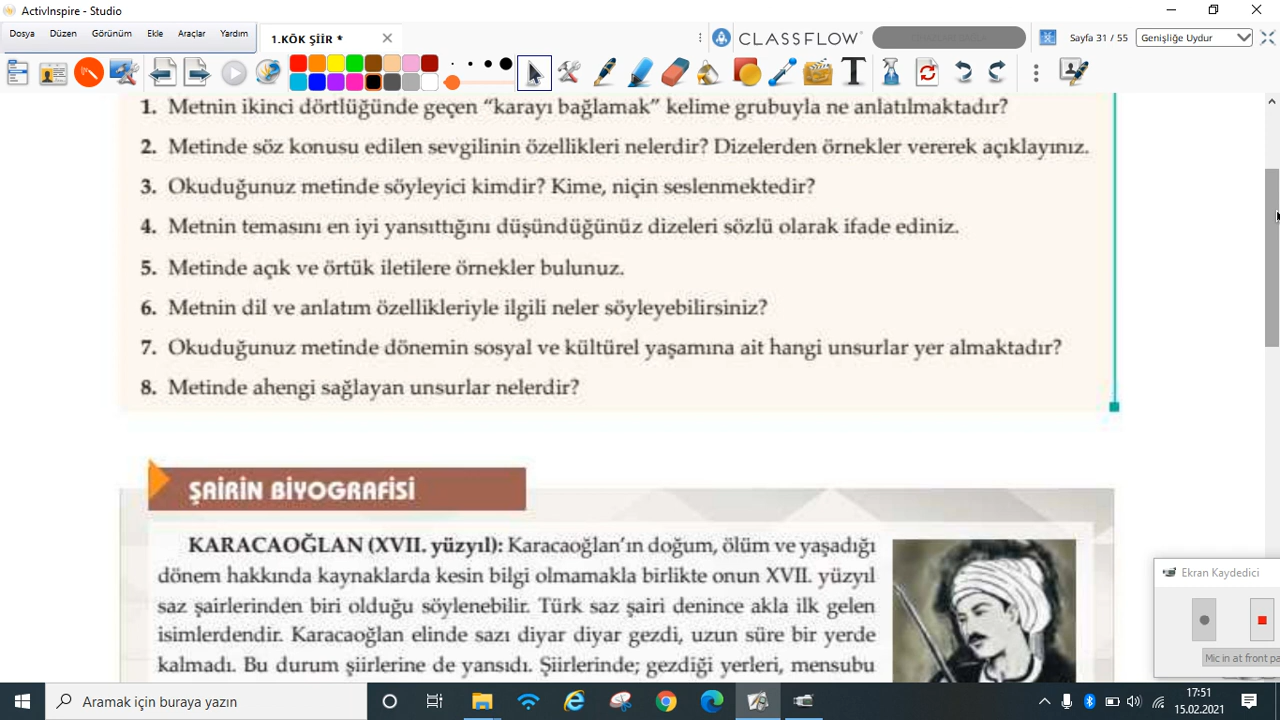 ActivInspire - Studio
Dosya Düzen Görünüm Ekle Araçlar Yardım
1.KÖK ŞİİR *
CLASSFLOW
Sayfa 31 / 55
Genişliğe Uydur
1. Metnin ikinci dörtlüğünde geçen “karayı bağlamak” kelime grubuyla ne anlatılmaktadır?
2. Metinde söz konusu edilen sevgilinin özellikleri nelerdir? Dizelerden örnekler vererek açıklayınız.
3. Okuduğunuz metinde söyleyici kimdir? Kime, niçin seslenmektedir?
4. Metnin temasını en iyi yansıttığını düşündüğünüz dizeleri sözlü olarak ifade ediniz.
5. Metinde açık ve örtük iletilere örnekler bulunuz.
6. Metnin dil ve anlatım özellikleriyle ilgili neler söyleyebilirsiniz?
7. Okuduğunuz metinde dönemin sosyal ve kültürel yaşamına ait hangi unsurlar yer almaktadır?
8. Metinde ahengi sağlayan unsurlar nelerdir?
ŞAİRİN BİYOGRAFİSİ
KARACAOĞLAN (XVII. yüzyıl): Karacaoğlan’ın doğum, ölüm ve yaşadığı
dönem hakkında kaynaklarda kesin bilgi olmamakla birlikte onun XVII. yüzyıl
saz şairlerinden biri olduğu söylenebilir. Türk saz şairi denince akla ilk gelen
isimlerdendir. Karacaoğlan elinde sazı diyar diyar gezdi, uzun süre bir yerde
kalmadı. Bu durum şiirlerine de yansıdı. Şiirlerinde; gezdiği yerleri, mensubu
Ekran Kaydedici
Mic in at front pa
Aramak için buraya yazın
17:51
15.02.2021